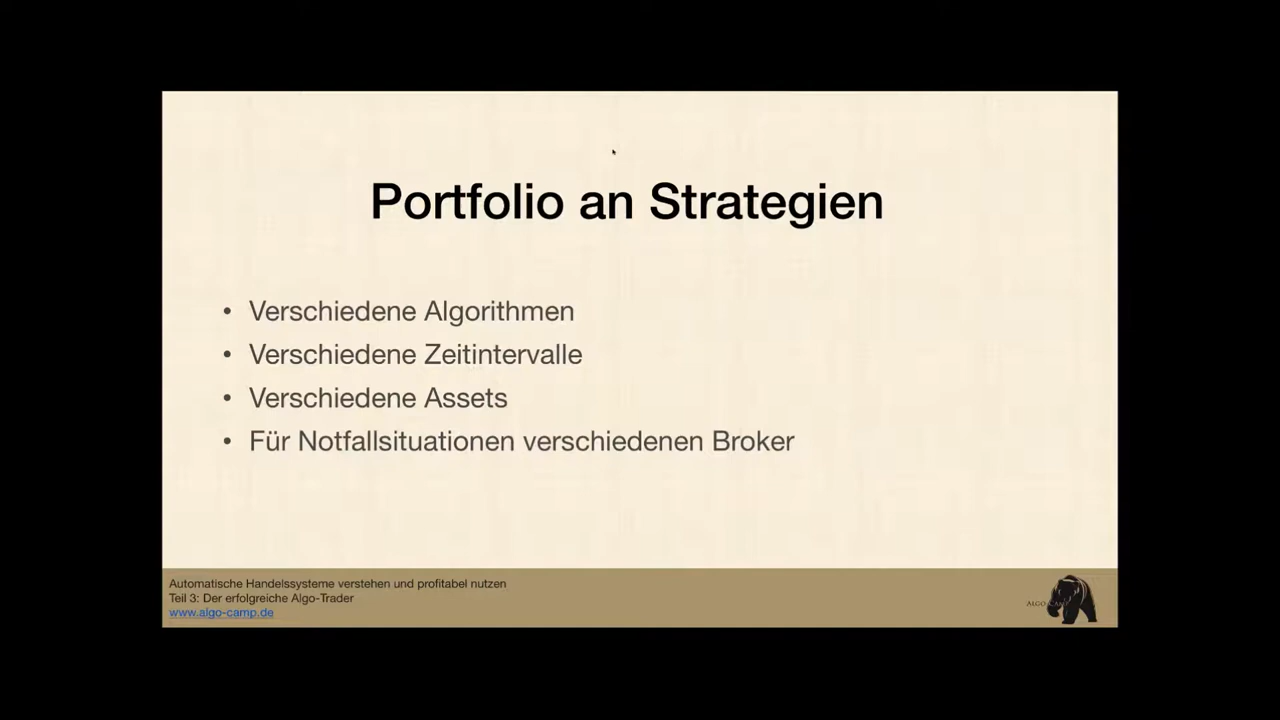 Portfolio an Strategien
• Verschiedene Algorithmen
• Verschiedene Zeitintervalle
• Verschiedene Assets
• Für Notfallsituationen verschiedenen Broker
Automatische Handelssysteme verstehen und profitabel nutzen
Teil 3: Der erfolgreiche Algo-Trader
www.algo-camp.de